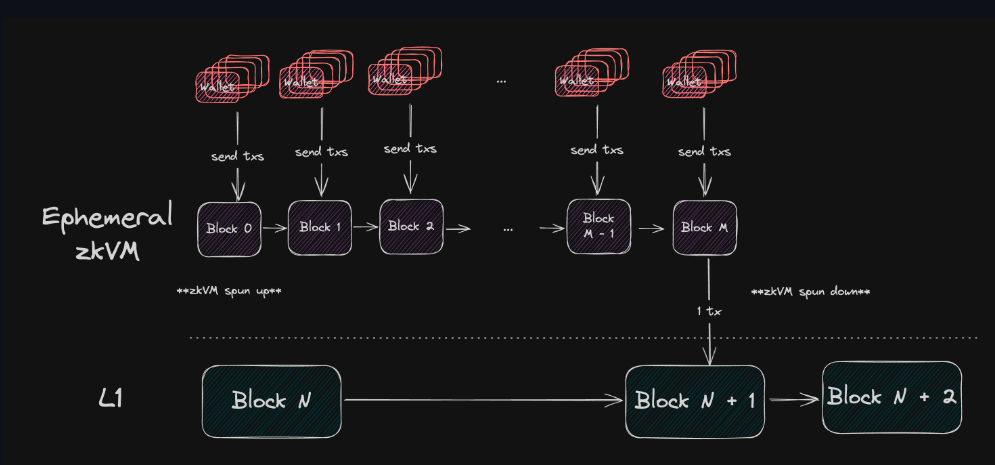 wallet wallet wallet ... wallet wallet
send txs send txs send txs send txs send txs
Ephemeral
zkVM
Block 0 Block 1 Block 2 ... Block
M - 1 Block M
**zkVM spun up** **zkVM spun down**
1 tx
L1 Block N Block N + 1 Block N + 2